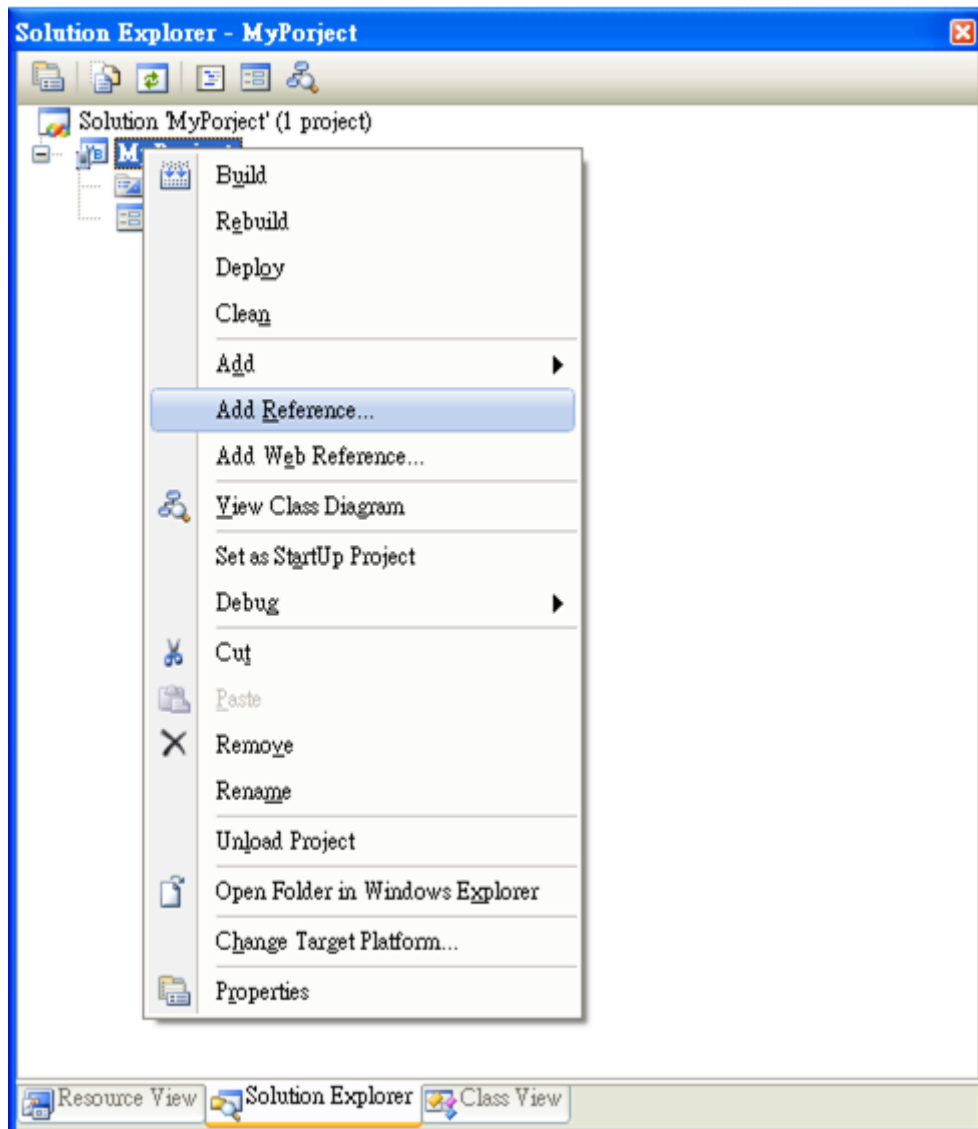 Solution Explorer - MyPorject
Solution 'MyPorject' (1 project)
Build
Rebuild
Deploy
Clean
Add
Add Reference...
Add Web Reference...
View Class Diagram
Set as StartUp Project
Debug
Cut
Paste
Remove
Rename
Unload Project
Open Folder in Windows Explorer
Change Target Platform...
Properties
Resource View Solution Explorer Class View